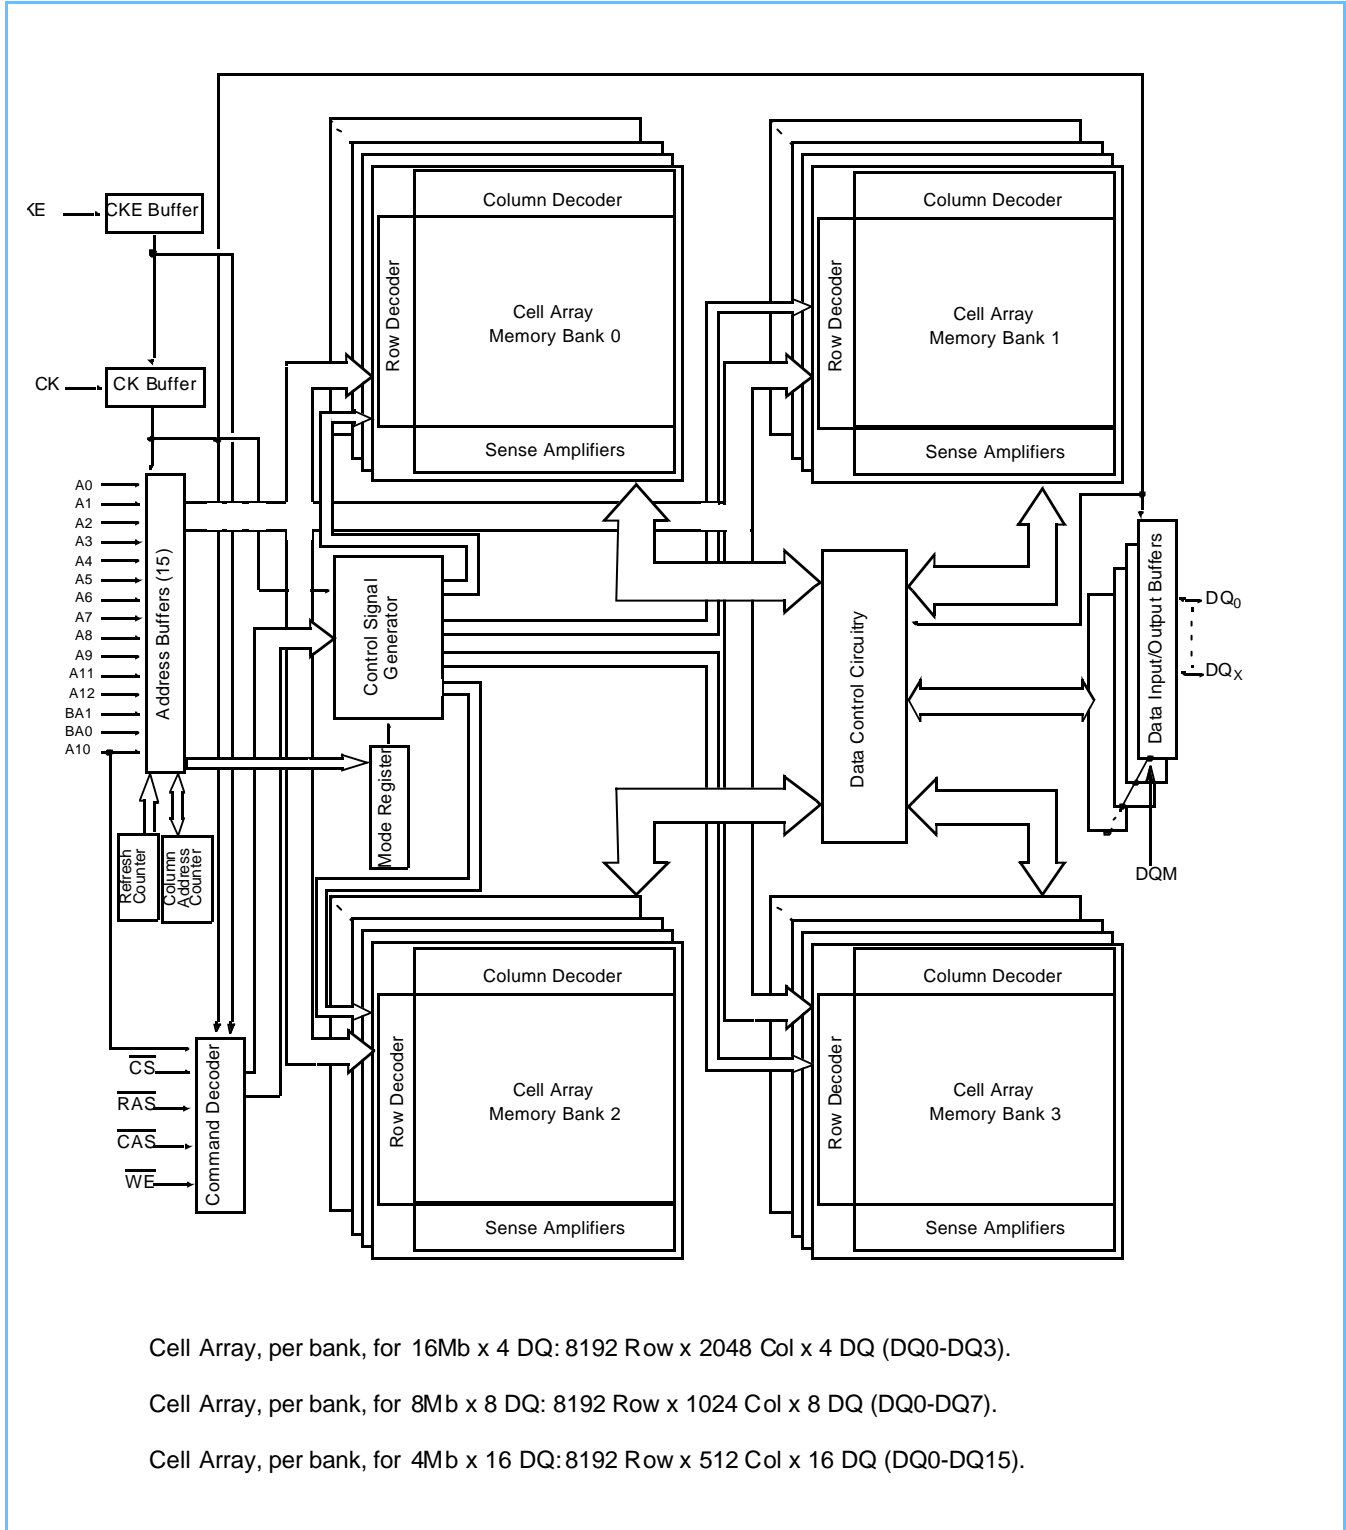 Column Decoder
Row Decoder
Cell Array
Memory Bank 0
Sense Amplifiers
Column Decoder
Row Decoder
Cell Array
Memory Bank 1
Sense Amplifiers
KE
CKE Buffer
CK
CK Buffer
A0
A1
A2
A3
A4
A5
A6
A7
A8
A9
A11
A12
BA1
BA0
A10
Address Buffers (15)
Refresh
Counter
Column
Address
Counter
Control Signal
Generator
Mode Register
Data Control Circuitry
Data Input/Output Buffers
DQ0
DQX
DQM
CS
RAS
CAS
WE
Command Decoder
Column Decoder
Row Decoder
Cell Array
Memory Bank 2
Sense Amplifiers
Column Decoder
Row Decoder
Cell Array
Memory Bank 3
Sense Amplifiers
Cell Array, per bank, for 16Mb x 4 DQ: 8192 Row x 2048 Col x 4 DQ (DQ0-DQ3).
Cell Array, per bank, for 8Mb x 8 DQ: 8192 Row x 1024 Col x 8 DQ (DQ0-DQ7).
Cell Array, per bank, for 4Mb x 16 DQ: 8192 Row x 512 Col x 16 DQ (DQ0-DQ15).